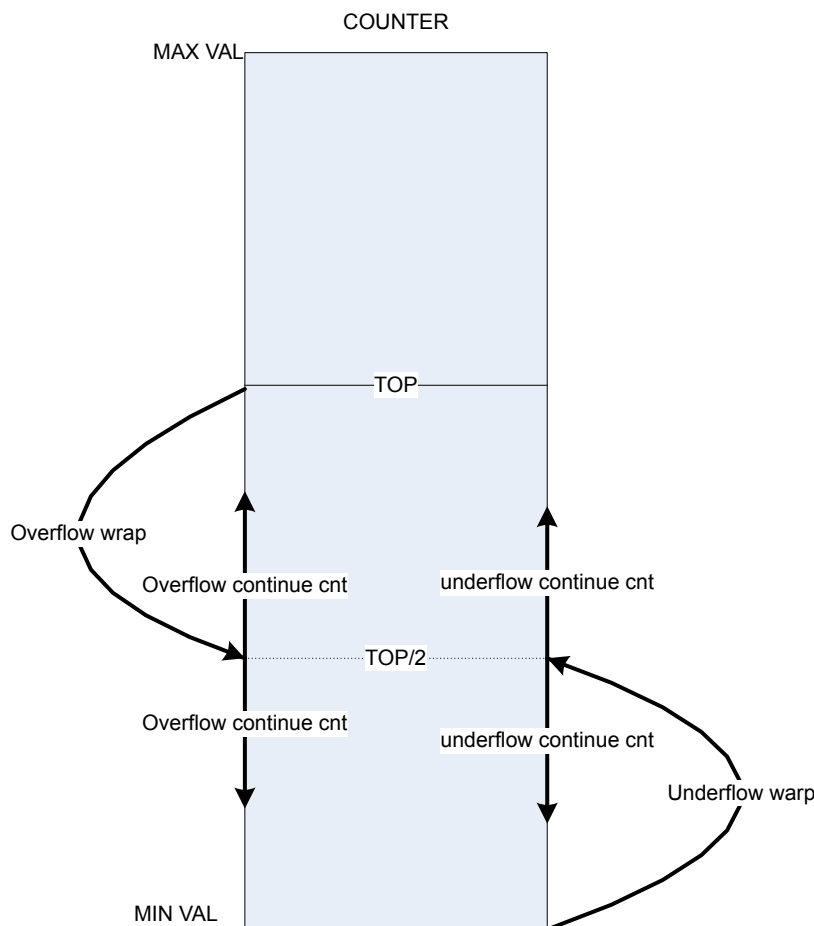 COUNTER
MAX VAL
TOP
Overflow wrap
Overflow continue cnt
underflow continue cnt
TOP/2
Overflow continue cnt
underflow continue cnt
Underflow warp
MIN VAL